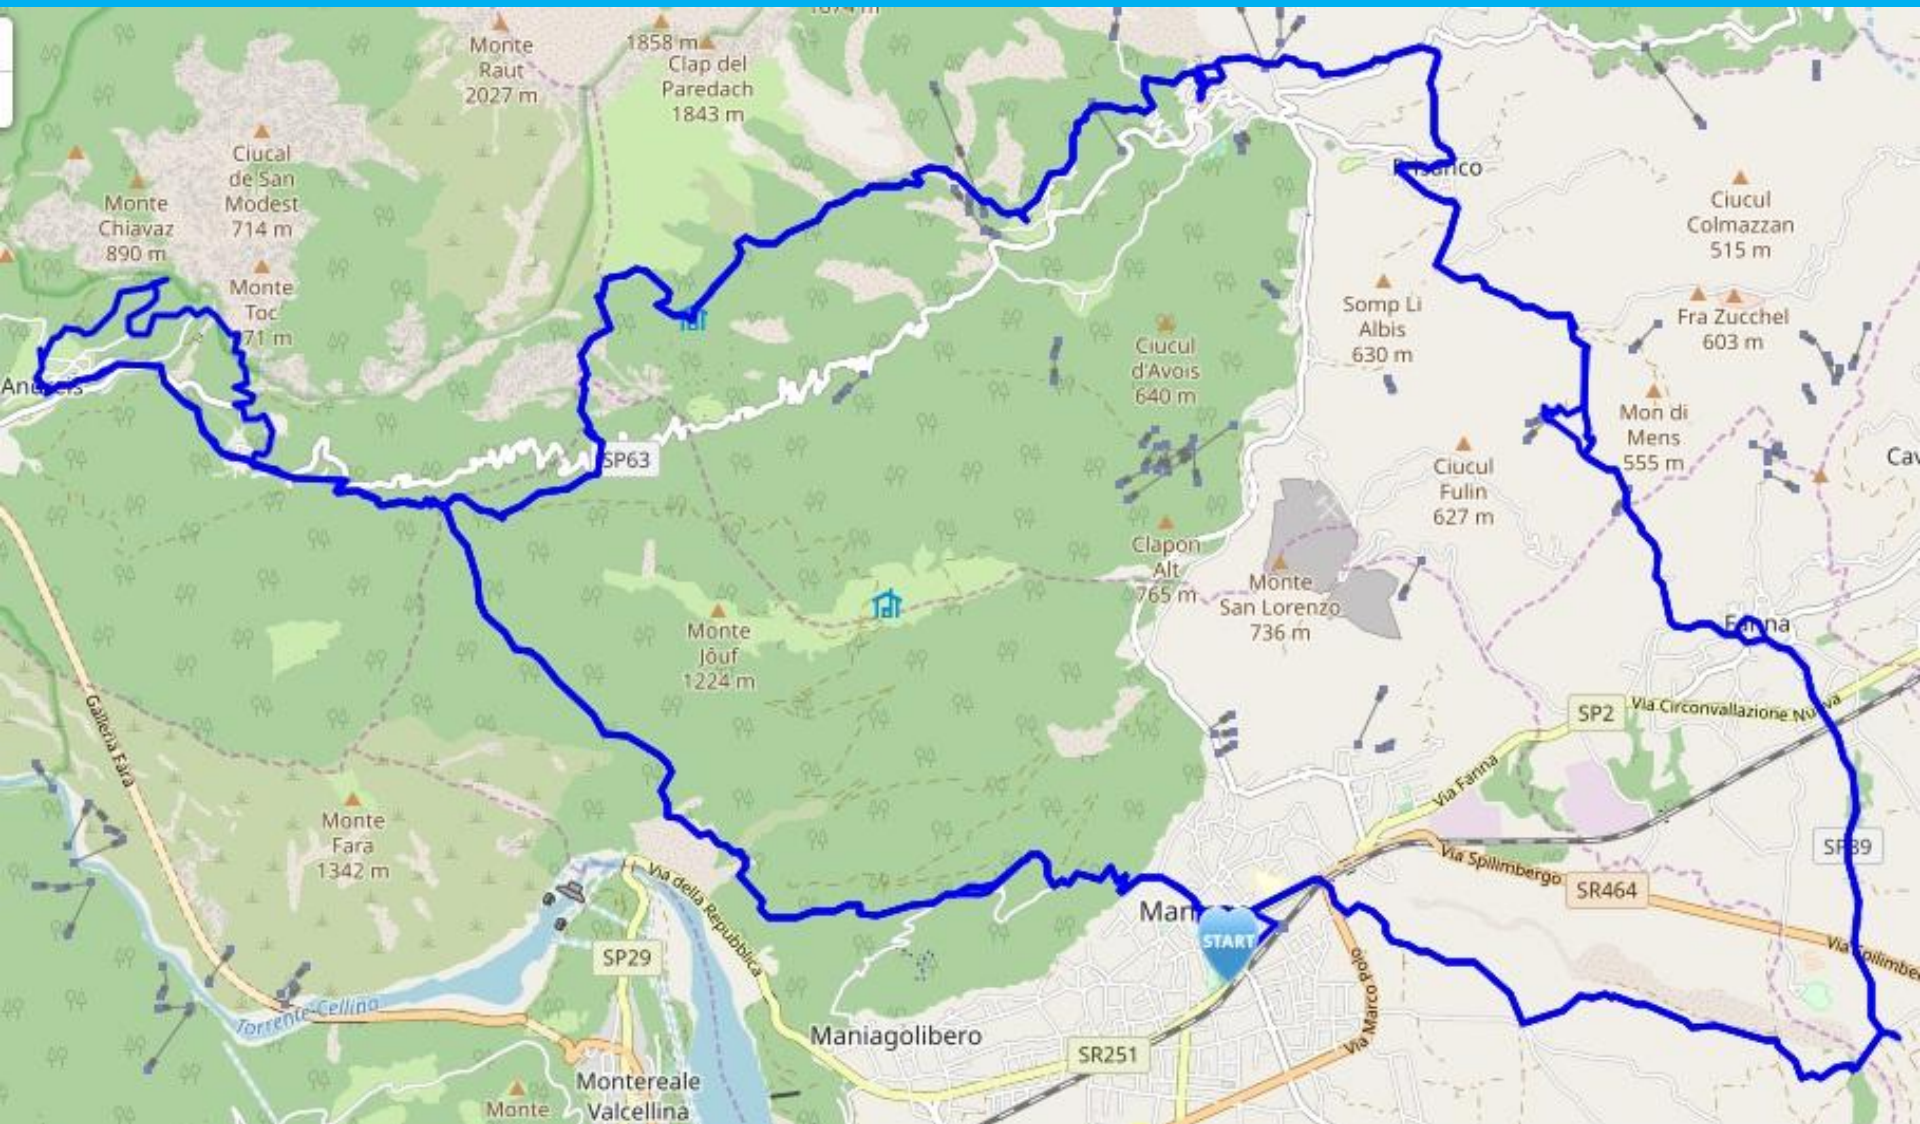 Monte
Raut
2027 m
1858 m
Clap del
Paredach
1843 m
Ciucal
de San
Modest
714 m
Monte
Chiavaz
890 m
Monte
Toc
Ciucul
Colmazzan
515 m
Somp Li
Albis
630 m
Fra Zucchel
603 m
Ciucul
d'Avois
640 m
Mon di
Mens
555 m
SP63
Ciucul
Fulin
627 m
Clapon
Alt
765 m
Monte
San Lorenzo
736 m
Monte
Jôuf
1224 m
Galleria Fara
SP2
Via Circonvallazione Nuova
Via Fanna
Monte
Fara
1342 m
Via Spilimbergo
SR464
Via della Repubblica
START
SP29
Via Marco Polo
Torrente Cellina
Maniagolibero
SR251
Montereale
Valcellina
Monte